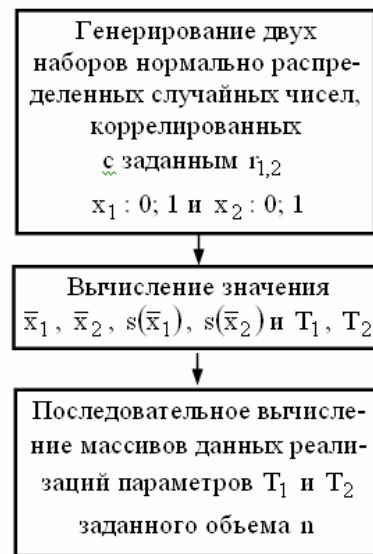 Генерирование двух
наборов нормально распре-
деленных случайных чисел,
коррелированных
с заданным r₁,₂
x₁ : 0; 1 и x₂ : 0; 1
Вычисление значения
x̅₁ , x̅₂ , s(x̅₁), s(x̅₂) и T₁ , T₂
Последовательное вычисле-
ние массивов данных реали-
заций параметров T₁ и T₂
заданного объема n